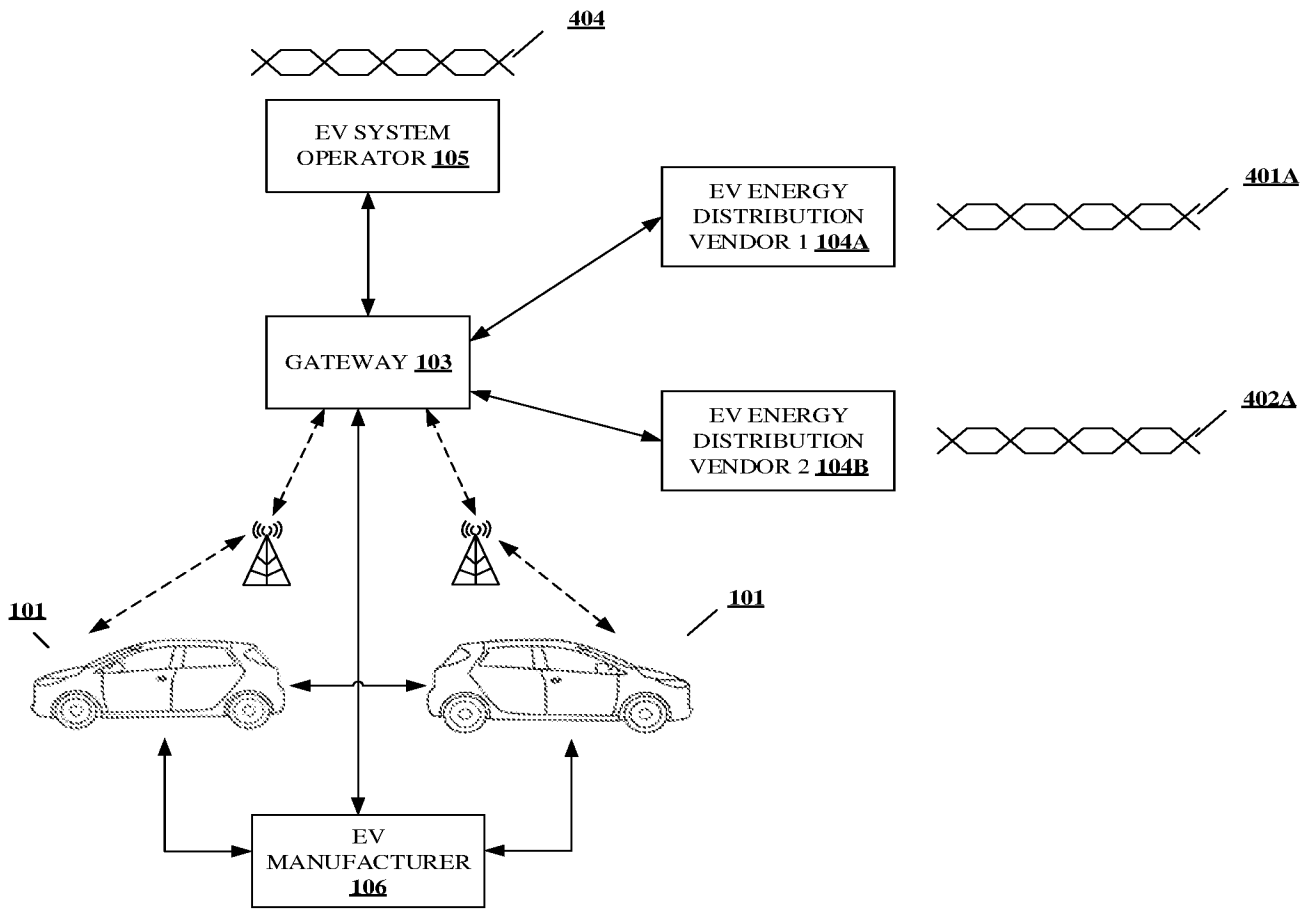 404
EV SYSTEM
OPERATOR 105
401A
EV ENERGY
DISTRIBUTION
VENDOR 1 104A
GATEWAY 103
402A
EV ENERGY
DISTRIBUTION
VENDOR 2 104B
101
101
EV
MANUFACTURER
106